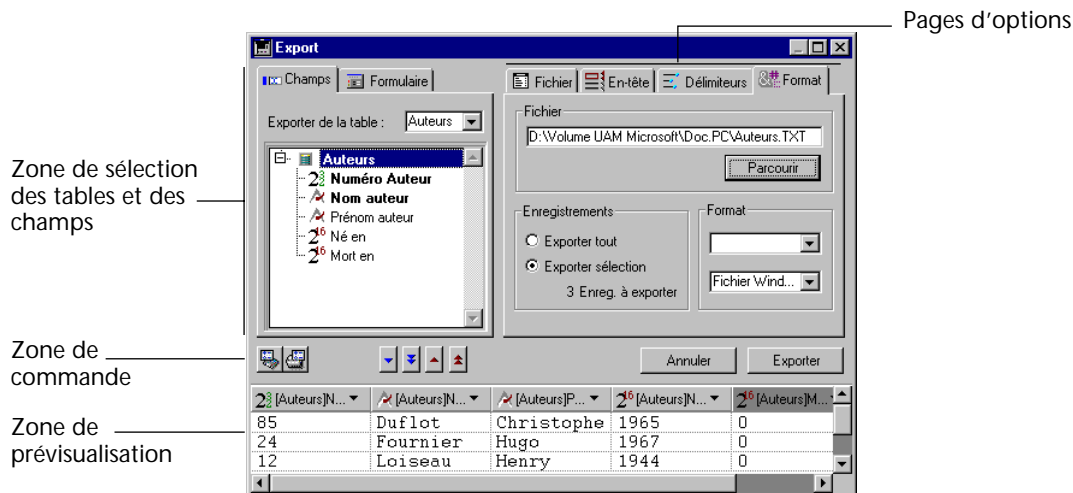 Pages d'options
Export
Champs
Formulaire
Fichier
En-tête
Délimiteurs
Format
Exporter de la table :
Auteurs
Fichier
D:\Volume UAM Microsoft\Doc.PC\Auteurs.TXT
Parcourir
Zone de sélection
des tables et des
champs
Auteurs
Numéro Auteur
Nom auteur
Prénom auteur
Né en
Mort en
Enregistrements
Exporter tout
Exporter sélection
3 Enreg. à exporter
Format
Fichier Wind...
Zone de
commande
Annuler
Exporter
Zone de
prévisualisation
[Auteurs]N... [Auteurs]N... [Auteurs]P... [Auteurs]N... [Auteurs]M...
85 Duflot Christophe 1965 0
24 Fournier Hugo 1967 0
12 Loiseau Henry 1944 0